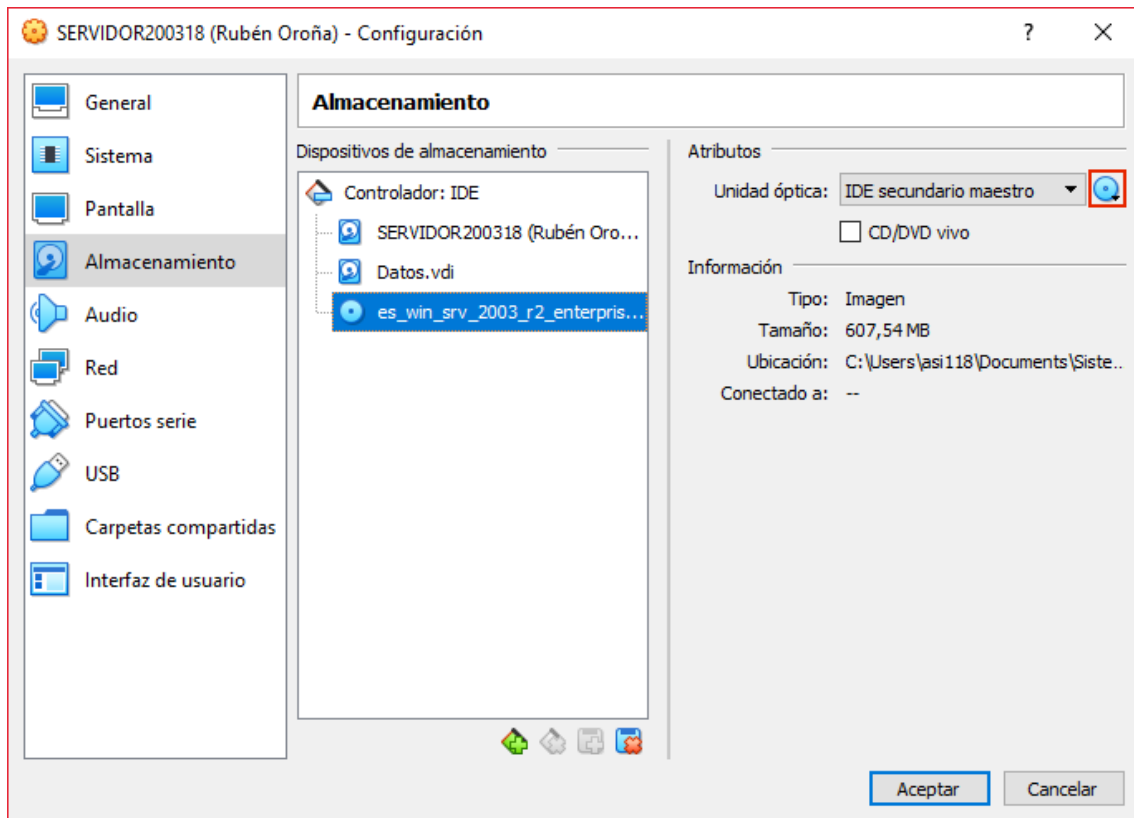 SERVIDOR200318 (Rubén Oroña) - Configuración
?
General
Sistema
Pantalla
Almacenamiento
Audio
Red
Puertos serie
USB
Carpetas compartidas
Interfaz de usuario
Almacenamiento
Dispositivos de almacenamiento
Controlador: IDE
SERVIDOR200318 (Rubén Oro...
Datos.vdi
es_win_srv_2003_r2_enterpris...
Atributos
Unidad óptica: IDE secundario maestro
CD/DVD vivo
Información
Tipo: Imagen
Tamaño: 607,54 MB
Ubicación: C:\Users\asi118\Documents\Siste..
Conectado a: --
Aceptar
Cancelar